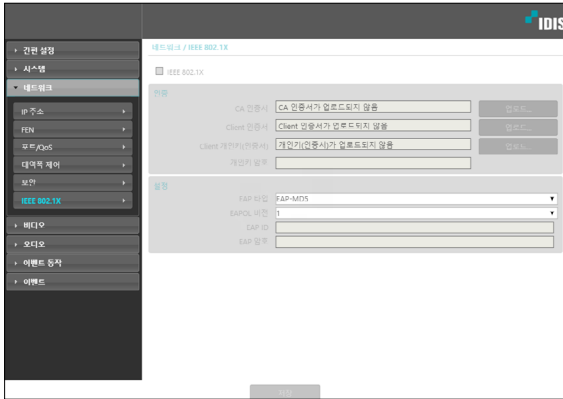 IDIS
간편 설정
시스템
네트워크
IP 주소
FEN
포트/QoS
대역폭 제어
보안
IEEE 802.1X
비디오
오디오
이벤트 동작
이벤트
네트워크 / IEEE 802.1X
IEEE 802.1X
인증
CA 인증서 CA 인증서가 업로드되지 않음 업로드...
Client 인증서 Client 인증서가 업로드되지 않음 업로드...
Client 개인키(인증서) 개인키(인증서)가 업로드되지 않음 업로드...
개인키 암호
설정
EAP 타입 EAP-MD5
EAPOL 버전 1
EAP ID
EAP 암호
저장